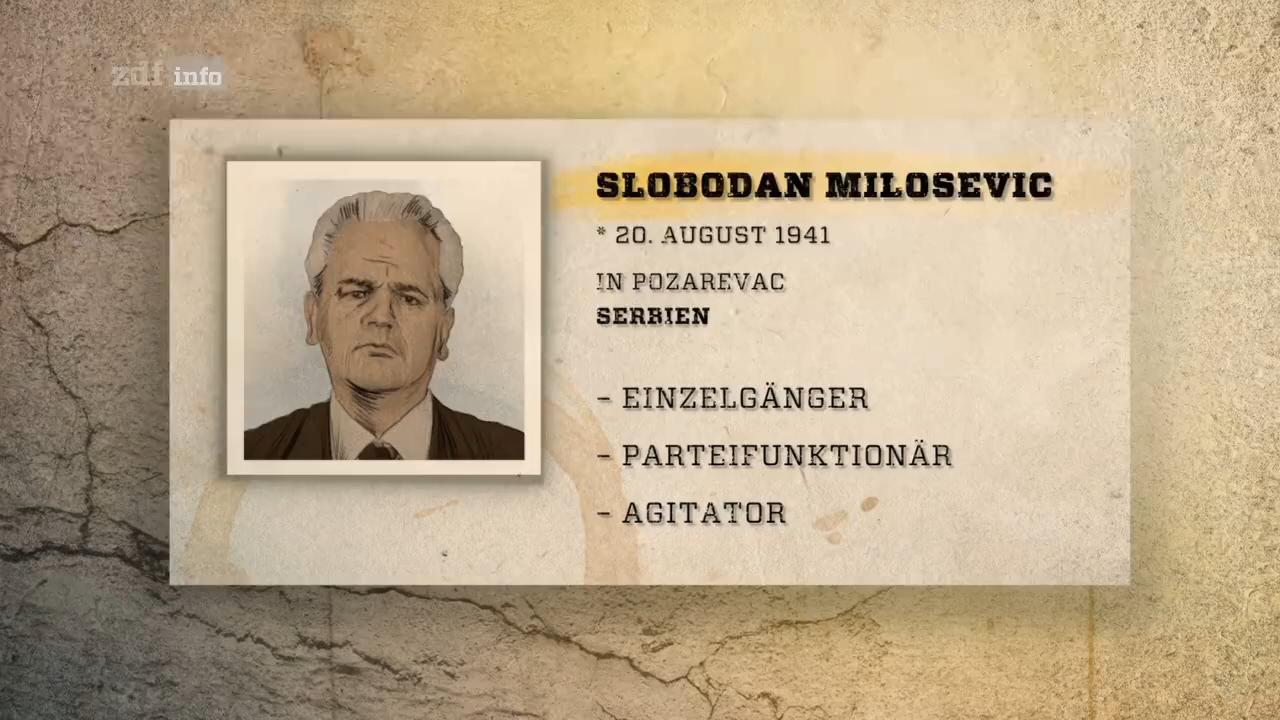 zdf info
SLOBODAN MILOSEVIC
* 20. AUGUST 1941
IN POZAREVAC
SERBIEN
– EINZELGÄNGER
– PARTEIFUNKTIONÄR
– AGITATOR